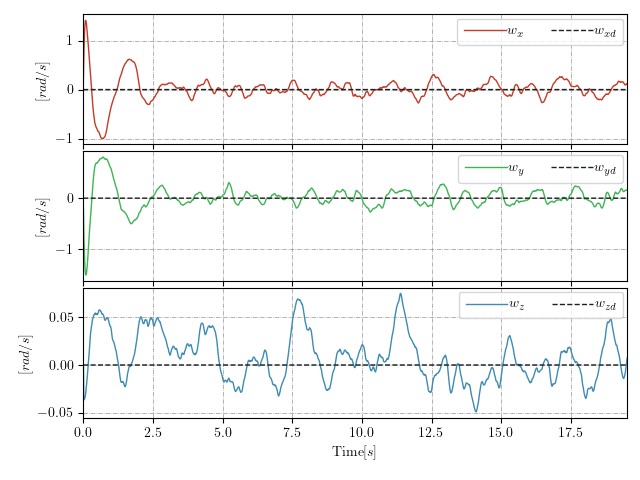 1
0
−1
[rad/s]
w_x w_xd
0
−1
[rad/s]
w_y w_yd
0.05
0.00
−0.05
[rad/s]
w_z w_zd
0.0 2.5 5.0 7.5 10.0 12.5 15.0 17.5
Time[s]